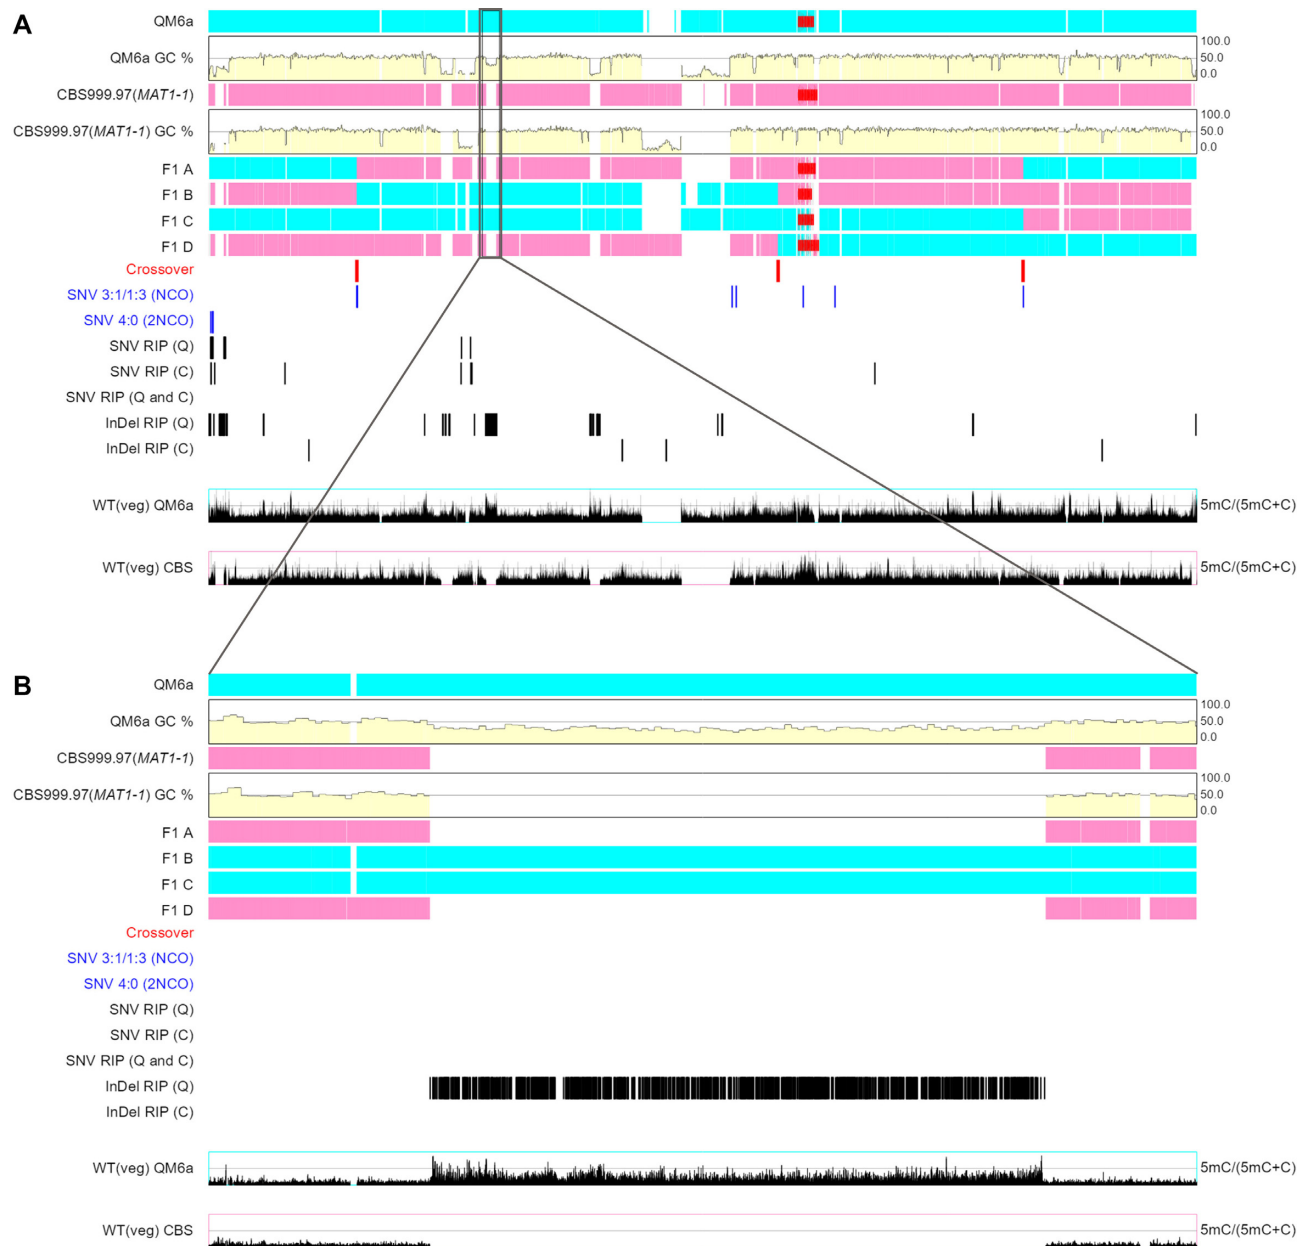 A
QM6a
QM6a GC %
100.0
50.0
0.0
CBS999.97(MAT1-1)
CBS999.97(MAT1-1) GC %
100.0
50.0
0.0
F1 A
F1 B
F1 C
F1 D
Crossover
SNV 3:1/1:3 (NCO)
SNV 4:0 (2NCO)
SNV RIP (Q)
SNV RIP (C)
SNV RIP (Q and C)
InDel RIP (Q)
InDel RIP (C)
WT(veg) QM6a 5mC/(5mC+C)
WT(veg) CBS 5mC/(5mC+C)
B
QM6a
QM6a GC %
100.0
50.0
0.0
CBS999.97(MAT1-1)
CBS999.97(MAT1-1) GC %
100.0
50.0
0.0
F1 A
F1 B
F1 C
F1 D
Crossover
SNV 3:1/1:3 (NCO)
SNV 4:0 (2NCO)
SNV RIP (Q)
SNV RIP (C)
SNV RIP (Q and C)
InDel RIP (Q)
InDel RIP (C)
WT(veg) QM6a 5mC/(5mC+C)
WT(veg) CBS 5mC/(5mC+C)